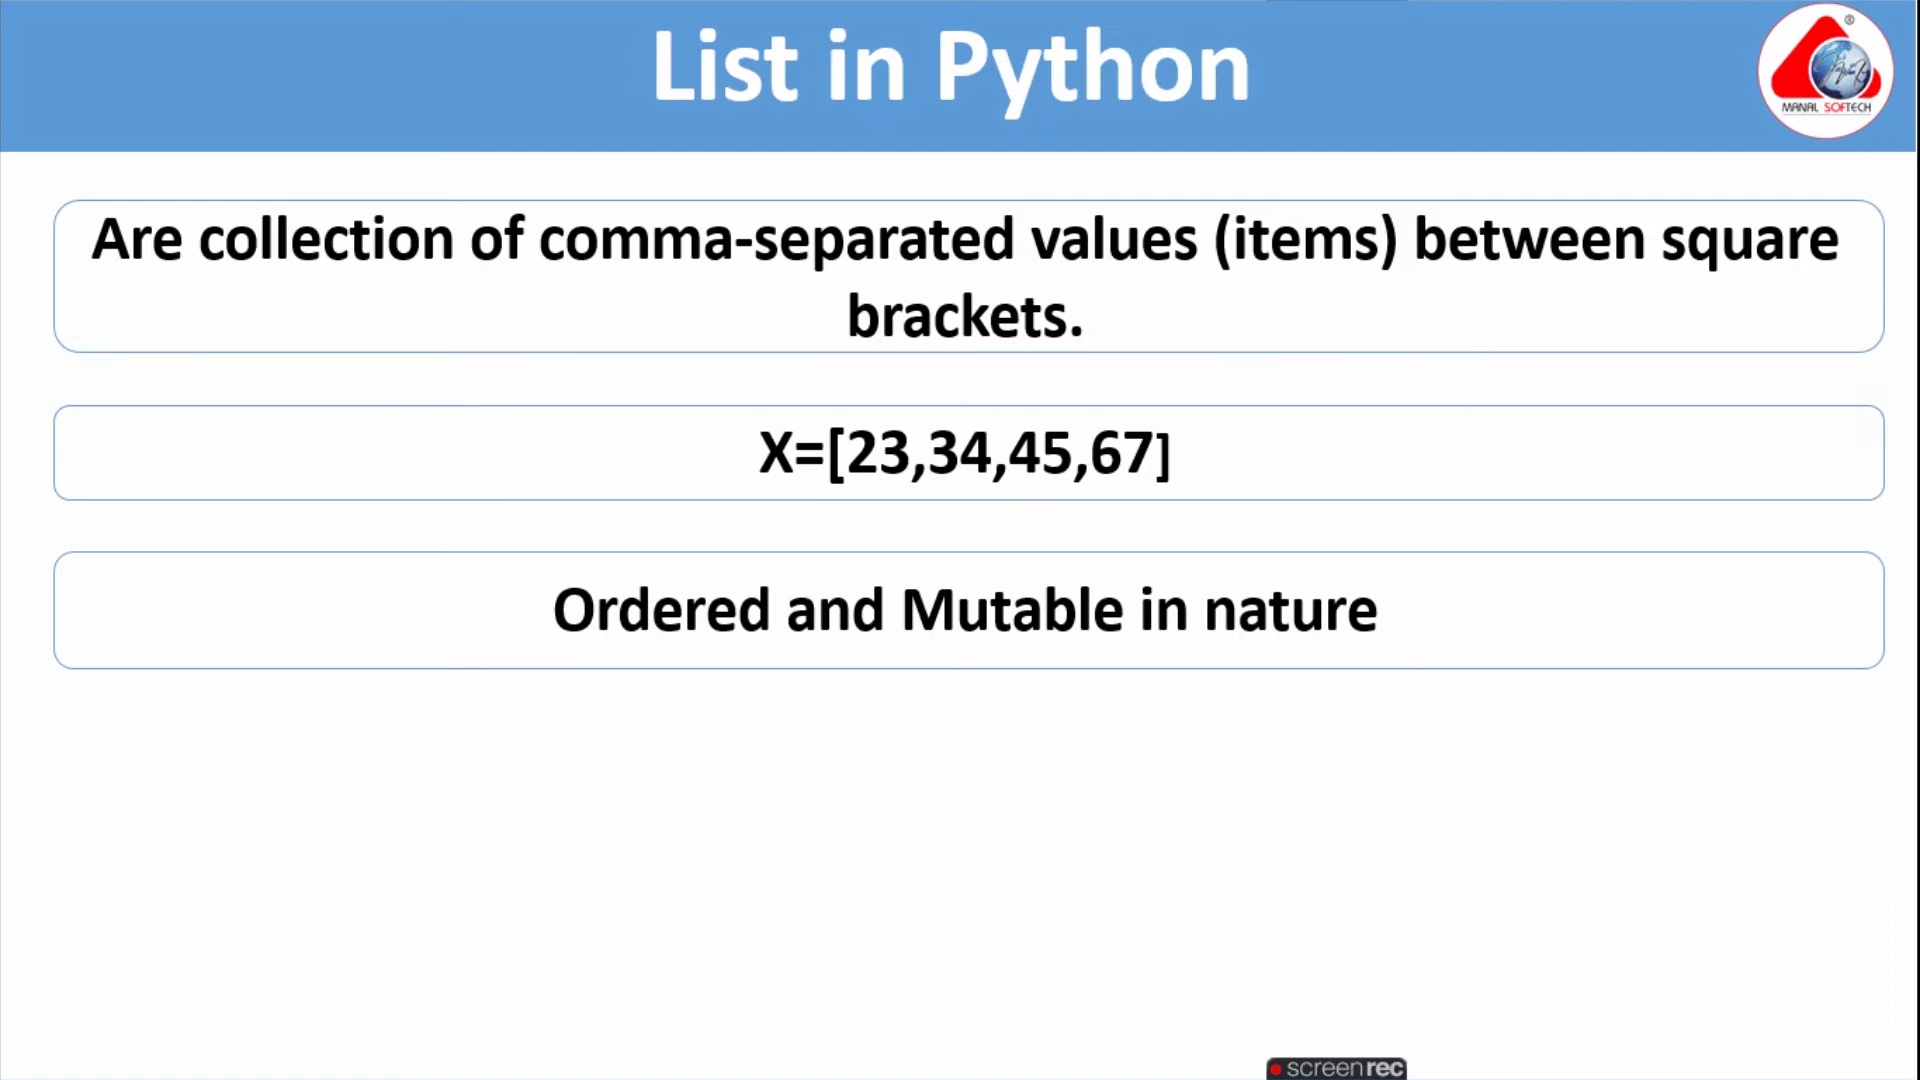 List in Python
®
MANAL SOFTECH
Are collection of comma-separated values (items) between square
brackets.
X=[23,34,45,67]
Ordered and Mutable in nature
screenrec